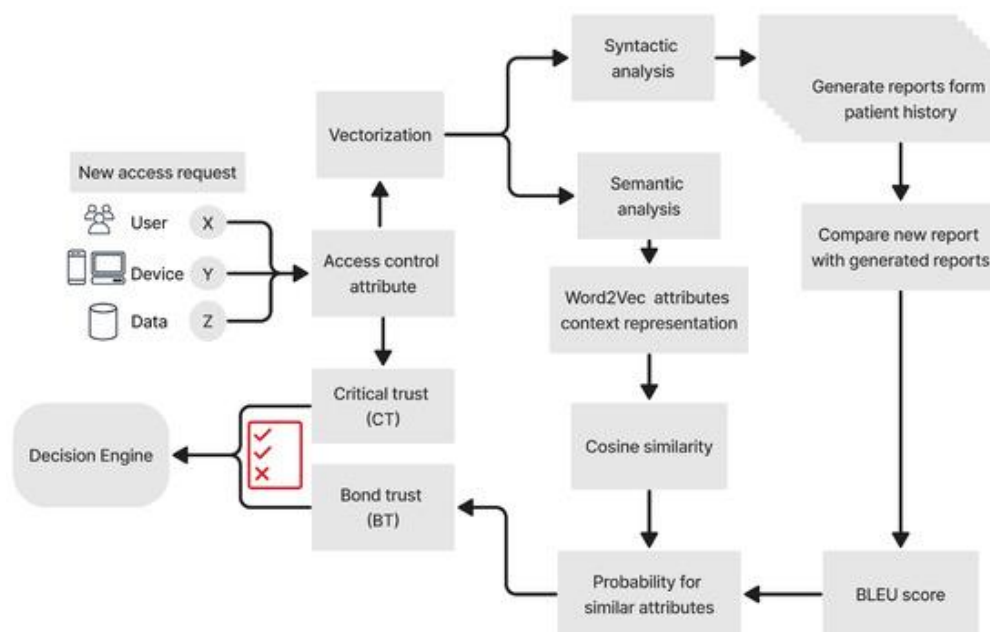 Syntactic
analysis
Generate reports form
patient history
Vectorization
New access request
User
X
Device
Y
Data
Z
Access control
attribute
Semantic
analysis
Compare new report
with generated reports
Word2Vec attributes
context representation
Critical trust
(CT)
Decision Engine
Cosine similarity
Bond trust
(BT)
Probability for
similar attributes
BLEU score